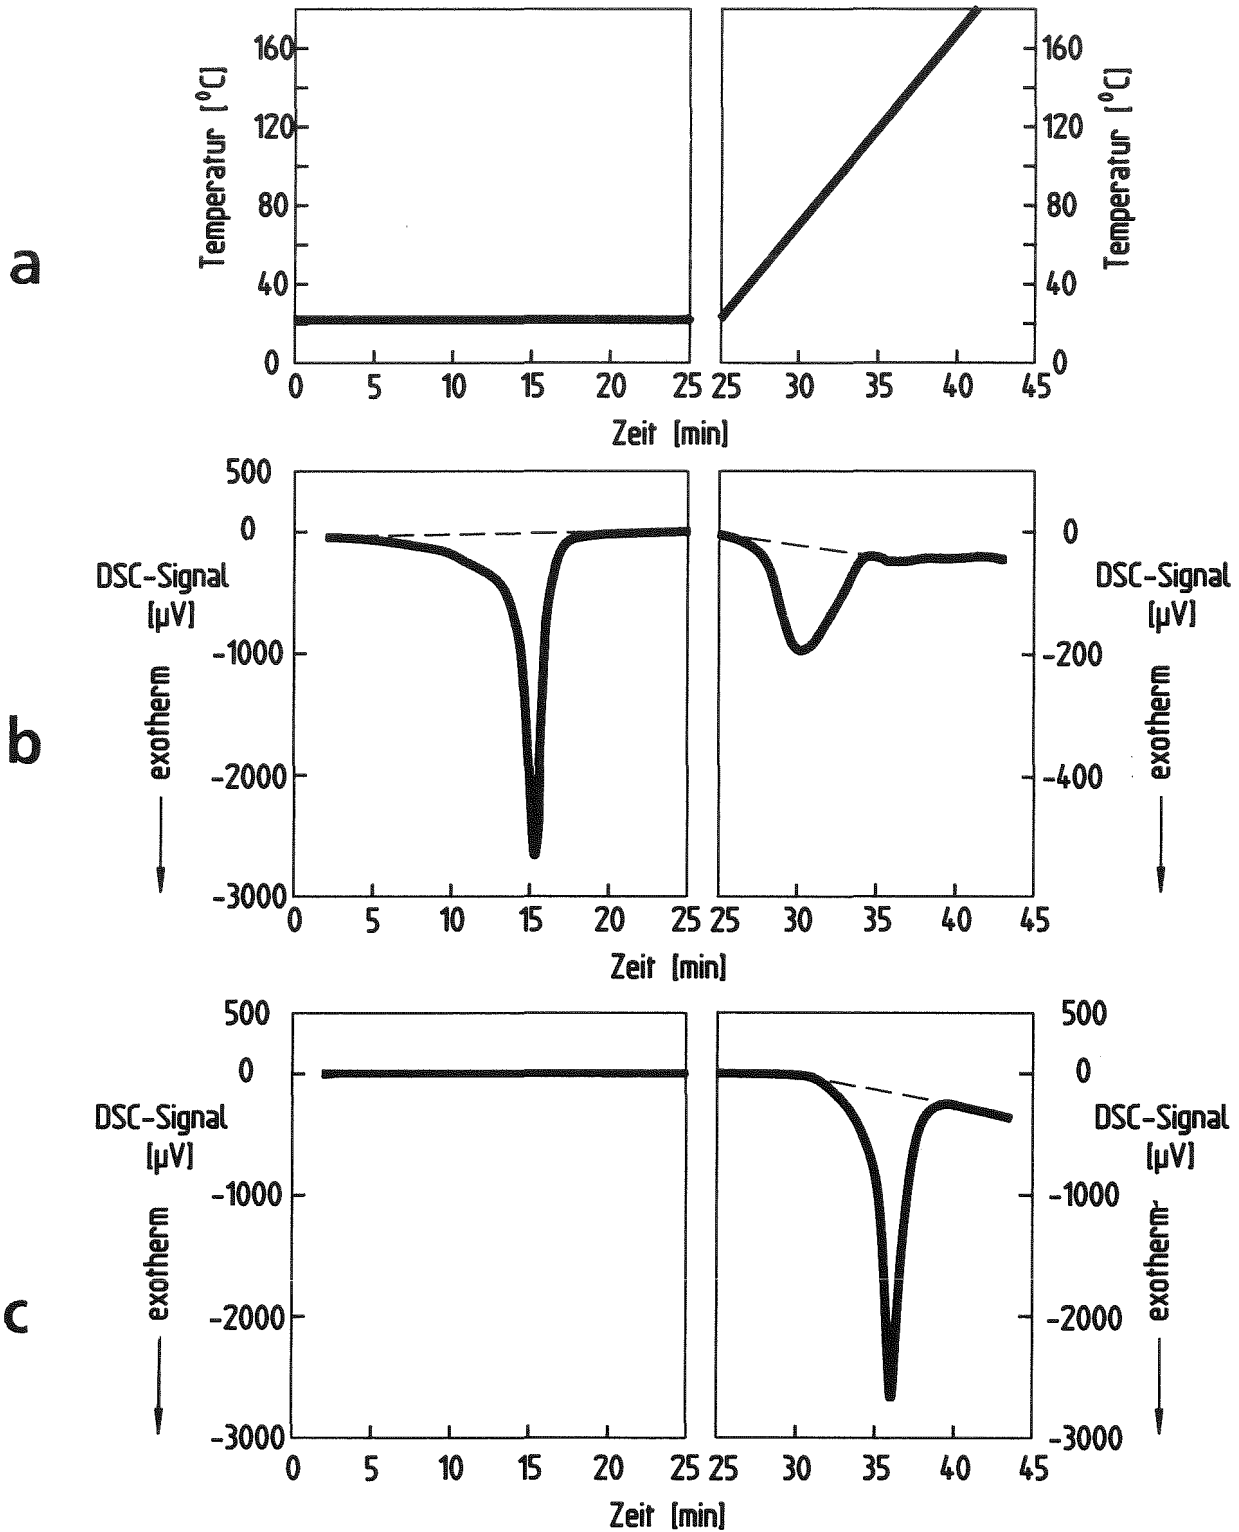 a
Temperatur [°C]
160
120
80
40
0
0 5 10 15 20 25
25 30 35 40 45
160
120
80
40
0
Temperatur [°C]
Zeit [min]
b
DSC-Signal
[µV]
exotherm
500
0
-1000
-2000
-3000
0 5 10 15 20 25
25 30 35 40 45
0
-200
-400
DSC-Signal
[µV]
exotherm
Zeit [min]
c
DSC-Signal
[µV]
exotherm
500
0
-1000
-2000
-3000
0 5 10 15 20 25
25 30 35 40 45
500
0
-1000
-2000
-3000
DSC-Signal
[µV]
exotherm
Zeit [min]